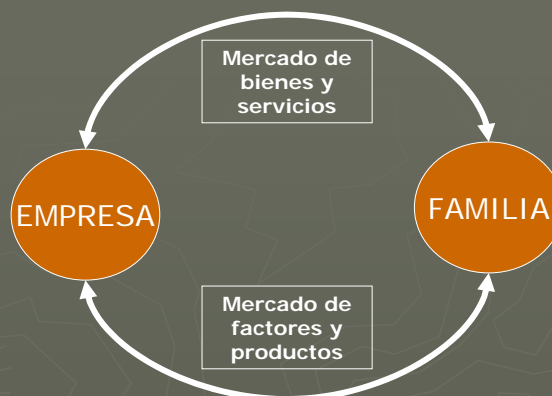 Mercado de
bienes y
servicios
EMPRESA
FAMILIA
Mercado de
factores y
productos